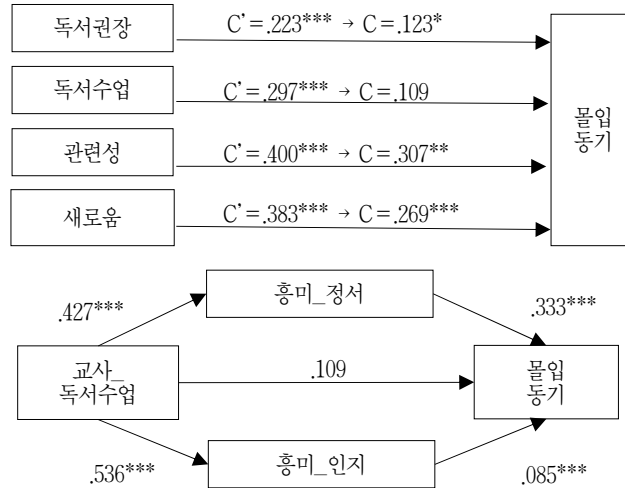 독서권장
C'=.223*** → C=.123*
독서수업
C'=.297*** → C=.109
몰입
동기
관련성
C'=.400*** → C=.307**
새로움
C'=.383*** → C=.269***
흥미_정서
.427***
.333***
교사_
독서수업
.109
몰입
동기
흥미_인지
.536***
.085***